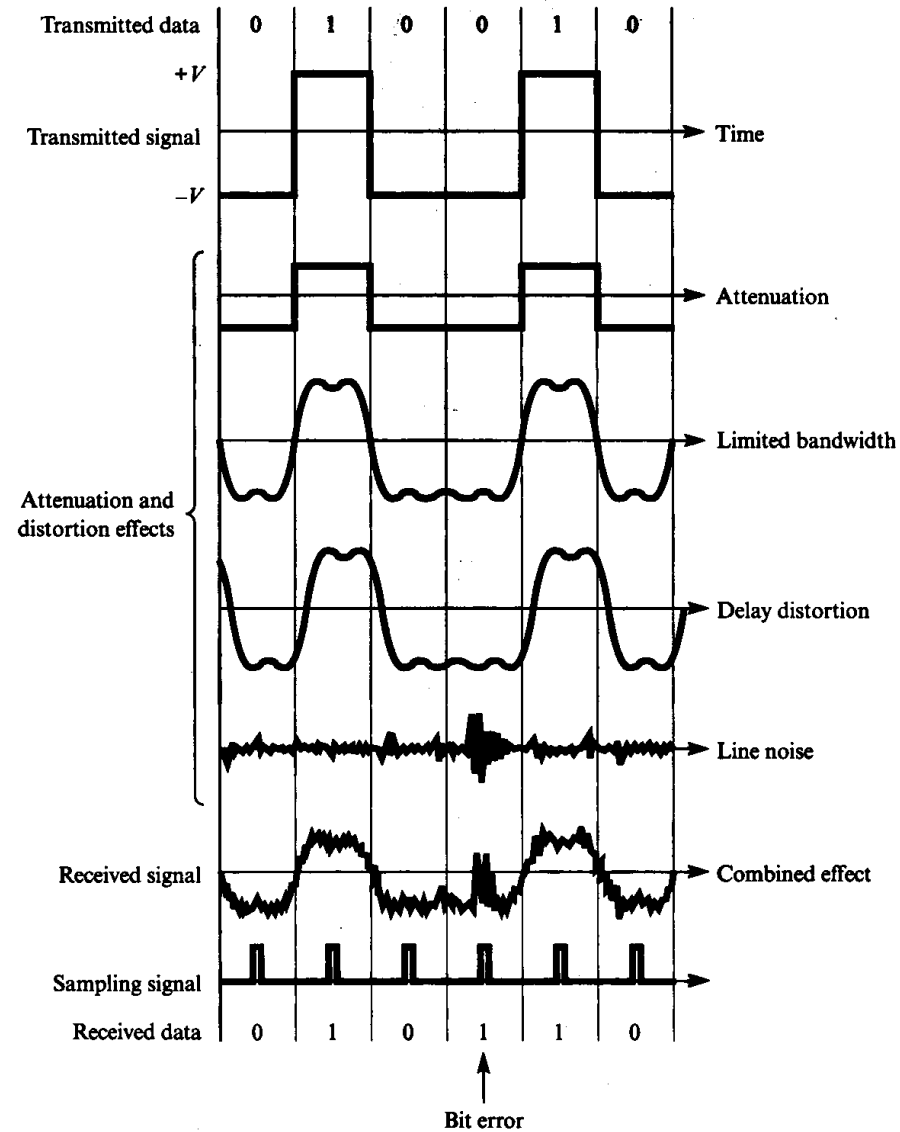 Transmitted data 0 1 0 0 1 0
+V
Transmitted signal
Time
−V
Attenuation
Limited bandwidth
Attenuation and
distortion effects
Delay distortion
Line noise
Received signal
Combined effect
Sampling signal
Received data 0 1 0 1 1 0
Bit error